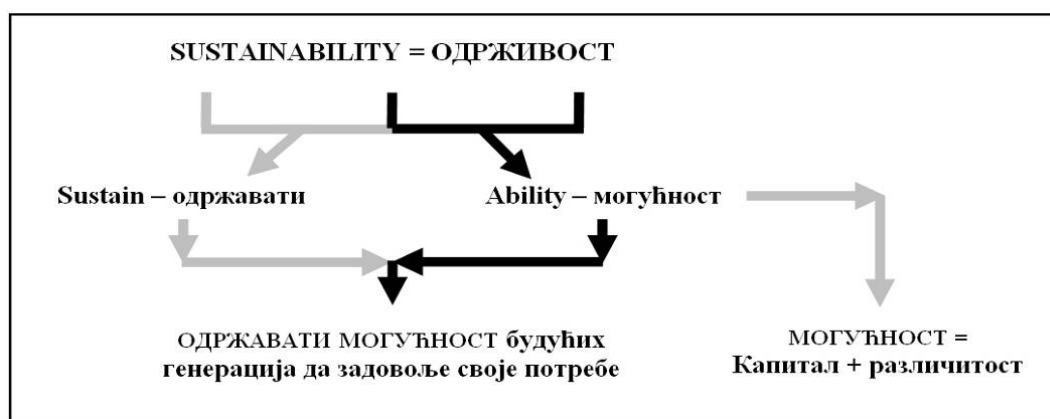 SUSTAINABILITY = ОДРЖИВОСТ
Sustain – одржавати
Ability – могућност
ОДРЖАВАТИ МОГУЋНОСТ будућих
генерација да задовоље своје потребе
МОГУЋНОСТ =
Капитал + различитост